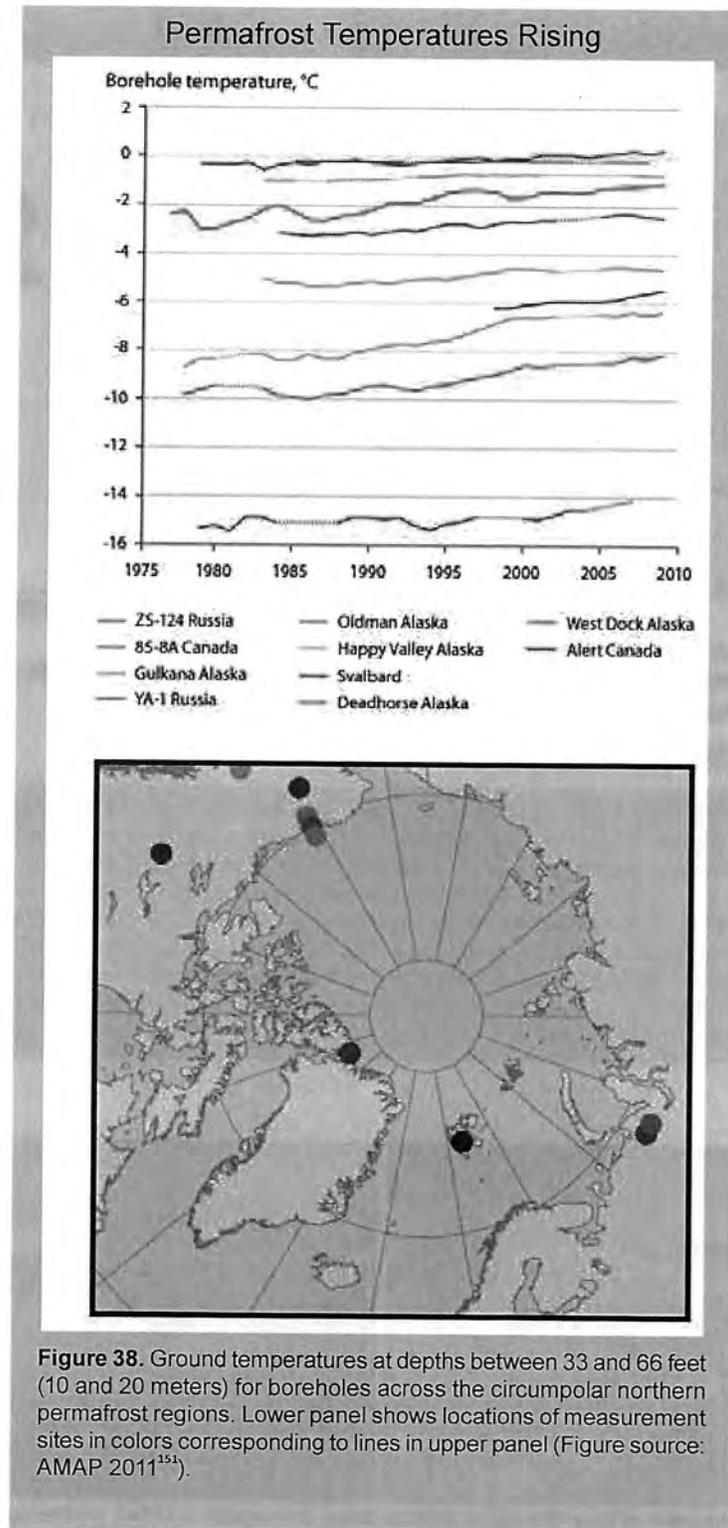 Permafrost Temperatures Rising
Borehole temperature, °C
2
0
-2
-4
-6
-8
-10
-12
-14
-16
1975 1980 1985 1990 1995 2000 2005 2010
ZS-124 Russia
85-8A Canada
Gulkana Alaska
YA-1 Russia
Oldman Alaska
Happy Valley Alaska
Svalbard
Deadhorse Alaska
West Dock Alaska
Alert Canada
Figure 38. Ground temperatures at depths between 33 and 66 feet
(10 and 20 meters) for boreholes across the circumpolar northern
permafrost regions. Lower panel shows locations of measurement
sites in colors corresponding to lines in upper panel (Figure source:
AMAP 2011¹⁵¹).